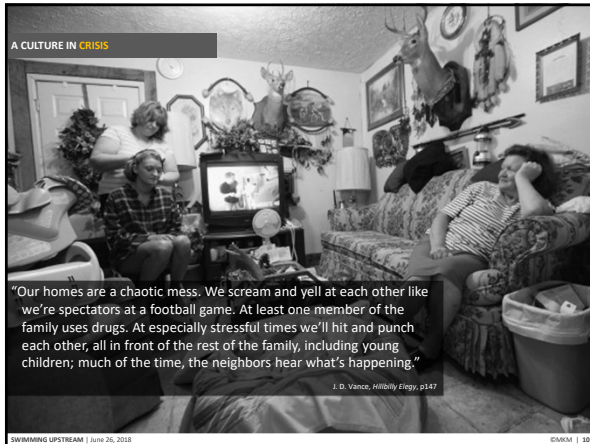 A CULTURE IN CRISIS
“Our homes are a chaotic mess. We scream and yell at each other like
we’re spectators at a football game. At least one member of the
family uses drugs. At especially stressful times we’ll hit and punch
each other, all in front of the rest of the family, including young
children; much of the time, the neighbors hear what’s happening.”
J. D. Vance, Hillbilly Elegy, p147
SWIMMING UPSTREAM | June 26, 2018
©MKM | 10